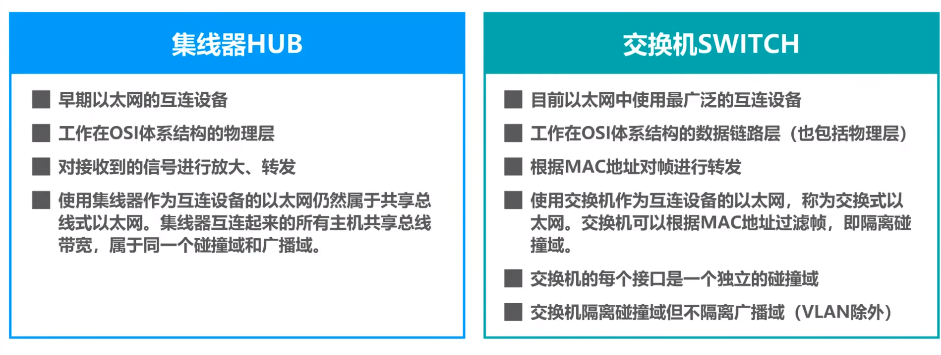 集线器HUB
早期以太网的互连设备
工作在OSI体系结构的物理层
对接收到的信号进行放大、转发
使用集线器作为互连设备的以太网仍然属于共享总
线式以太网。集线器互连起来的所有主机共享总线
带宽，属于同一个碰撞域和广播域。
交换机SWITCH
目前以太网中使用最广泛的互连设备
工作在OSI体系结构的数据链路层（也包括物理层）
根据MAC地址对帧进行转发
使用交换机作为互连设备的以太网，称为交换式以
太网。交换机可以根据MAC地址过滤帧，即隔离碰
撞域。
交换机的每个接口是一个独立的碰撞域
交换机隔离碰撞域但不隔离广播域（VLAN除外）